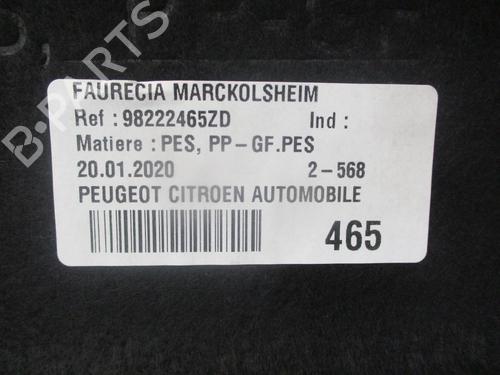 B-PARTS
FAURECIA MARCKOLSHEIM
Ref : 98222465ZD Ind :
Matiere : PES, PP-GF.PES
20.01.2020 2-568
PEUGEOT CITROEN AUTOMOBILE
465